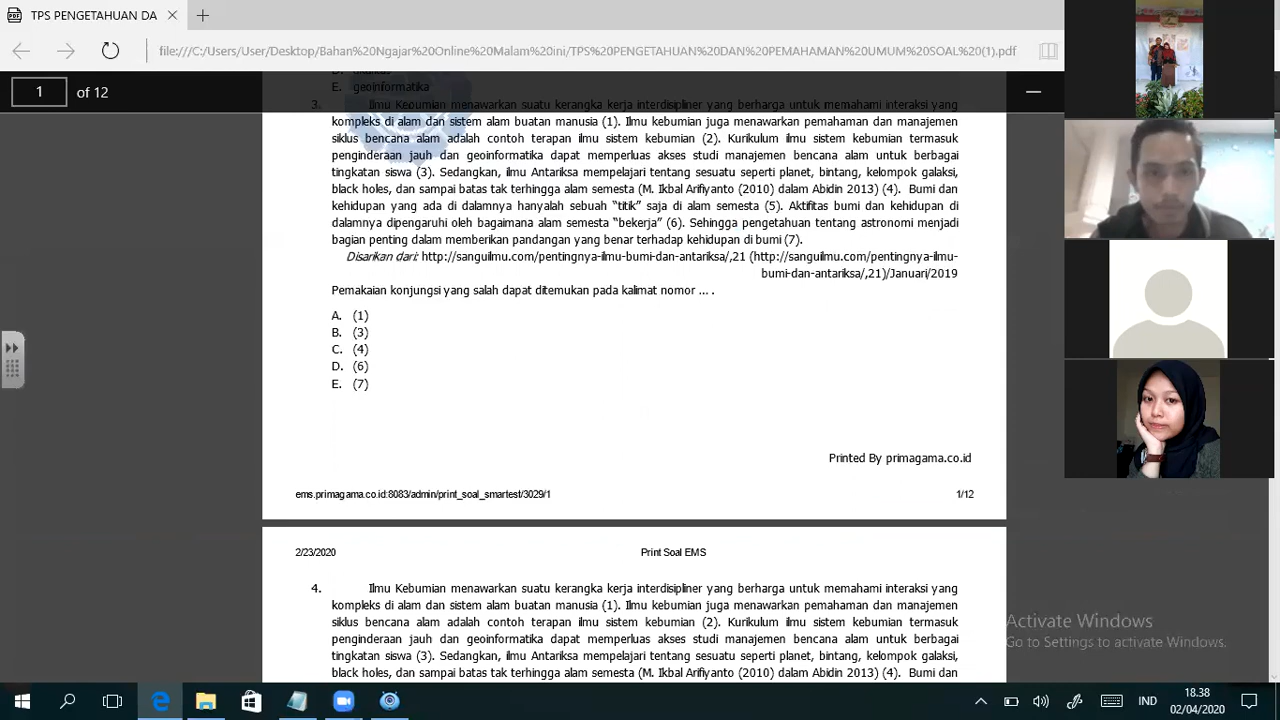 TPS PENGETAHUAN DA
file:///C:/Users/User/Desktop/Bahan%20Ngajar%20Online%20Malam%20ini/TPS%20PENGETAHUAN%20DAN%20PEMAHAMAN%20UMUM%20SOAL%20(1).pdf
1 of 12
E. geoinformatika
3. Ilmu Kebumian menawarkan suatu kerangka kerja interdisipliner yang berharga untuk memahami interaksi yang
kompleks di alam dan sistem alam buatan manusia (1). Ilmu kebumian juga menawarkan pemahaman dan manajemen
siklus bencana alam adalah contoh terapan ilmu sistem kebumian (2). Kurikulum ilmu sistem kebumian termasuk
penginderaan jauh dan geoinformatika dapat memperluas akses studi manajemen bencana alam untuk berbagai
tingkatan siswa (3). Sedangkan, ilmu Antariksa mempelajari tentang sesuatu seperti planet, bintang, kelompok galaksi,
black holes, dan sampai batas tak terhingga alam semesta (M. Ikbal Arifiyanto (2010) dalam Abidin 2013) (4). Bumi dan
kehidupan yang ada di dalamnya hanyalah sebuah “titik” saja di alam semesta (5). Aktifitas bumi dan kehidupan di
dalamnya dipengaruhi oleh bagaimana alam semesta “bekerja” (6). Sehingga pengetahuan tentang astronomi menjadi
bagian penting dalam memberikan pandangan yang benar terhadap kehidupan di bumi (7).
Disarikan dari: http://sanguilmu.com/pentingnya-ilmu-bumi-dan-antariksa/,21 (http://sanguilmu.com/pentingnya-ilmu-
bumi-dan-antariksa/,21)/Januari/2019
Pemakaian konjungsi yang salah dapat ditemukan pada kalimat nomor ... .
A. (1)
B. (3)
C. (4)
D. (6)
E. (7)
Printed By primagama.co.id
ems.primagama.co.id:8083/admin/print_soal_smartest/3029/1 1/12
2/23/2020 Print Soal EMS
4. Ilmu Kebumian menawarkan suatu kerangka kerja interdisipliner yang berharga untuk memahami interaksi yang
kompleks di alam dan sistem alam buatan manusia (1). Ilmu kebumian juga menawarkan pemahaman dan manajemen
siklus bencana alam adalah contoh terapan ilmu sistem kebumian (2). Kurikulum ilmu sistem kebumian termasuk
penginderaan jauh dan geoinformatika dapat memperluas akses studi manajemen bencana alam untuk berbagai
tingkatan siswa (3). Sedangkan, ilmu Antariksa mempelajari tentang sesuatu seperti planet, bintang, kelompok galaksi,
black holes, dan sampai batas tak terhingga alam semesta (M. Ikbal Arifiyanto (2010) dalam Abidin 2013) (4). Bumi dan
Activate Windows
Go to Settings to activate Windows.
IND
18.38
02/04/2020